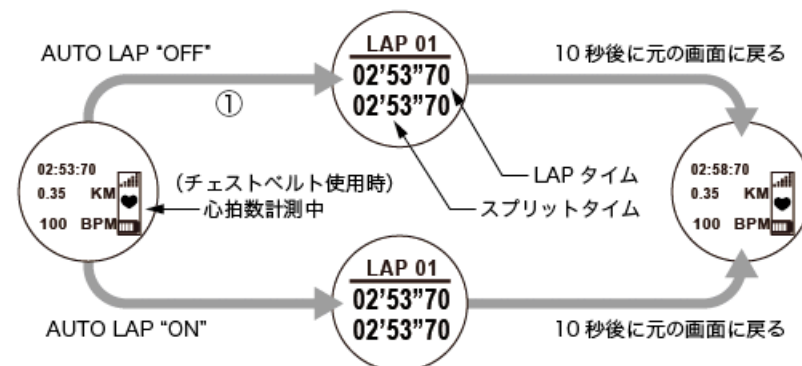 AUTO LAP “OFF”
①
LAP 01
02’53”70
02’53”70
10 秒後に元の画面に戻る
02:53:70
0.35 KM
100 BPM
（チェストベルト使用時）
心拍数計測中
LAP タイム
スプリットタイム
02:58:70
0.35 KM
100 BPM
AUTO LAP “ON”
LAP 01
02’53”70
02’53”70
10 秒後に元の画面に戻る